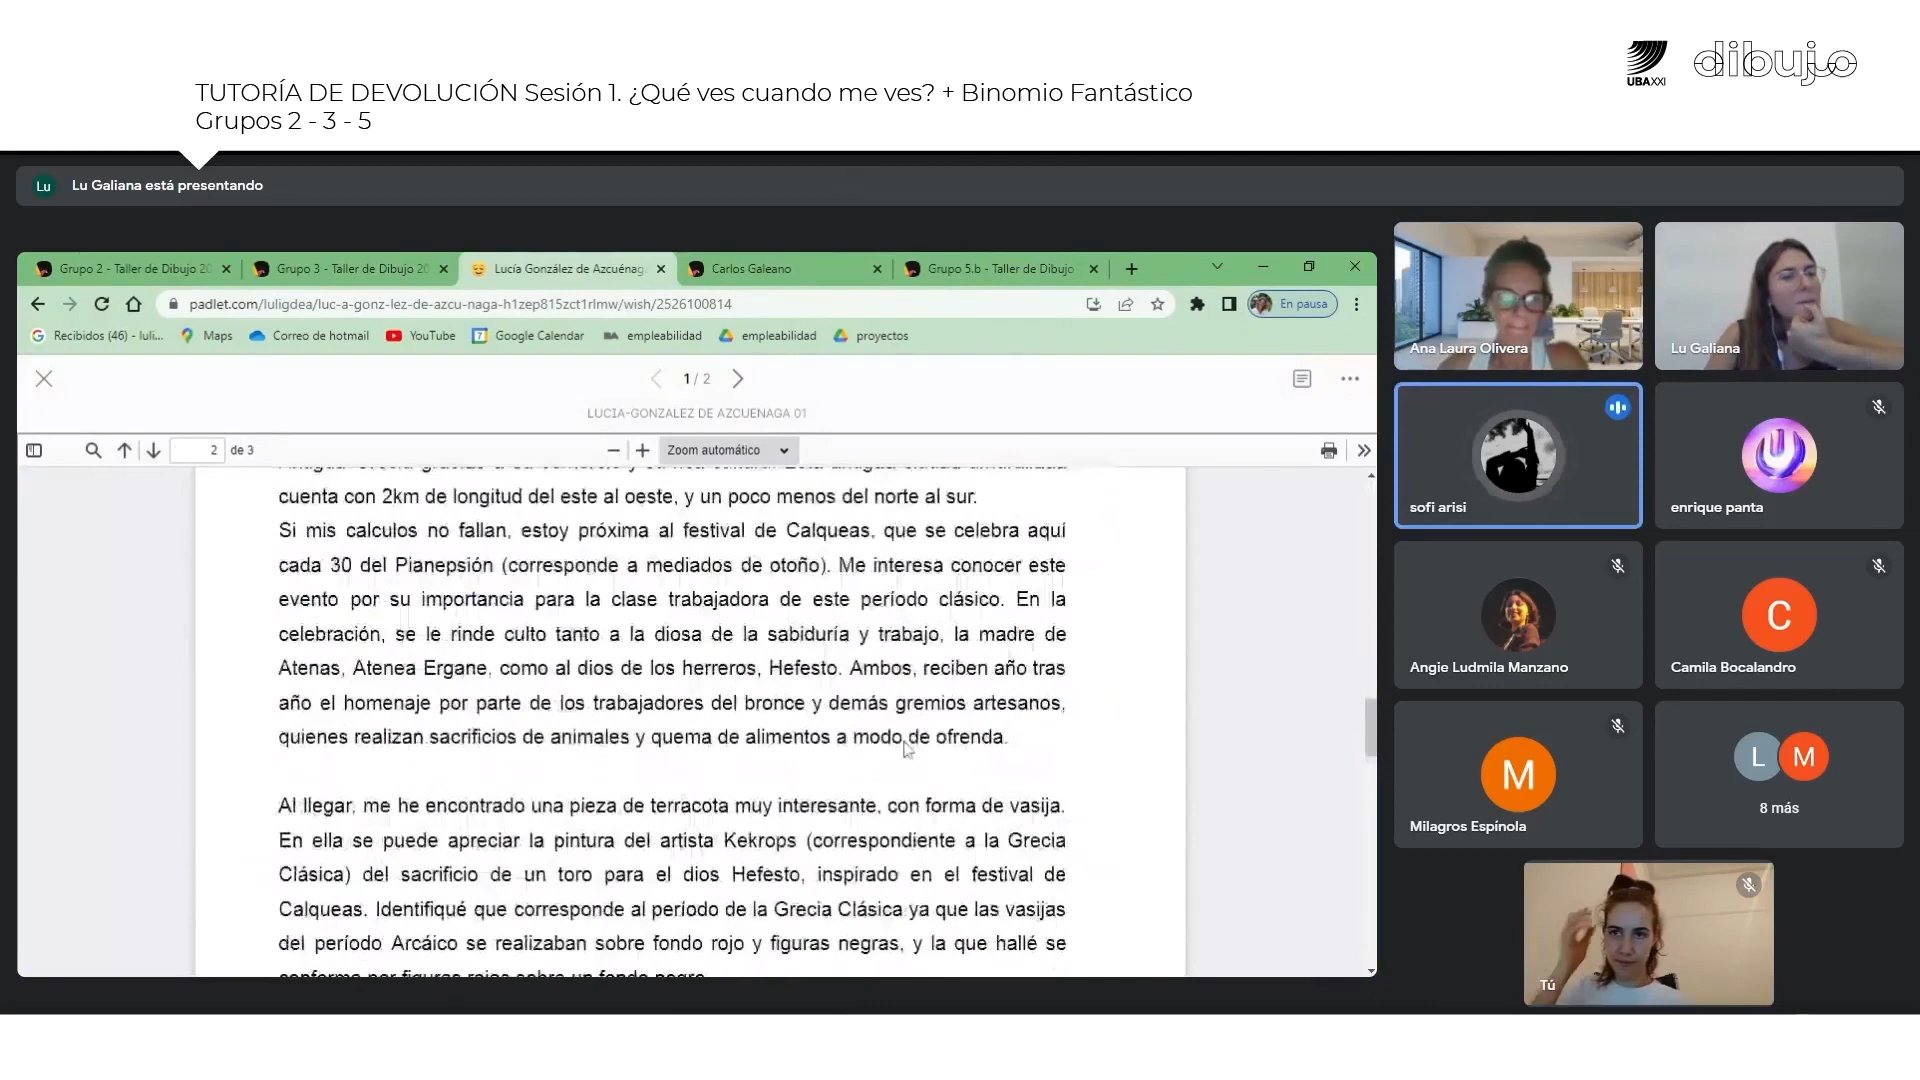 TUTORÍA DE DEVOLUCIÓN Sesión 1. ¿Qué ves cuando me ves? + Binomio Fantástico
Grupos 2 - 3 - 5
UBAXXI
dibujo
Lu
Lu Galiana está presentando
Grupo 2 - Taller de Dibujo 20
Grupo 3 - Taller de Dibujo 20
Lucía González de Azcuénag
Carlos Galeano
Grupo 5.b - Taller de Dibujo
padlet.com/luligdea/luc-a-gonz-lez-de-azcu-naga-h1zep815zct1rlmw/wish/2526100814
En pausa
Recibidos (46) - luli...
Maps
Correo de hotmail
YouTube
Google Calendar
empleabilidad
empleabilidad
proyectos
1 / 2
LUCIA-GONZALEZ DE AZCUENAGA 01
2 de 3
Zoom automático
cuenta con 2km de longitud del este al oeste, y un poco menos del norte al sur.
Si mis calculos no fallan, estoy próxima al festival de Calqueas, que se celebra aquí
cada 30 del Pianepsión (corresponde a mediados de otoño). Me interesa conocer este
evento por su importancia para la clase trabajadora de este período clásico. En la
celebración, se le rinde culto tanto a la diosa de la sabiduría y trabajo, la madre de
Atenas, Atenea Ergane, como al dios de los herreros, Hefesto. Ambos, reciben año tras
año el homenaje por parte de los trabajadores del bronce y demás gremios artesanos,
quienes realizan sacrificios de animales y quema de alimentos a modo de ofrenda.
Al llegar, me he encontrado una pieza de terracota muy interesante, con forma de vasija.
En ella se puede apreciar la pintura del artista Kekrops (correspondiente a la Grecia
Clásica) del sacrificio de un toro para el dios Hefesto, inspirado en el festival de
Calqueas. Identifiqué que corresponde al período de la Grecia Clásica ya que las vasijas
del período Arcáico se realizaban sobre fondo rojo y figuras negras, y la que hallé se
conforma por figuras rojas sobre un fondo negro.
Ana Laura Olivera
Lu Galiana
sofi arisi
enrique panta
Angie Ludmila Manzano
C
Camila Bocalandro
M
Milagros Espínola
L
M
8 más
Tú